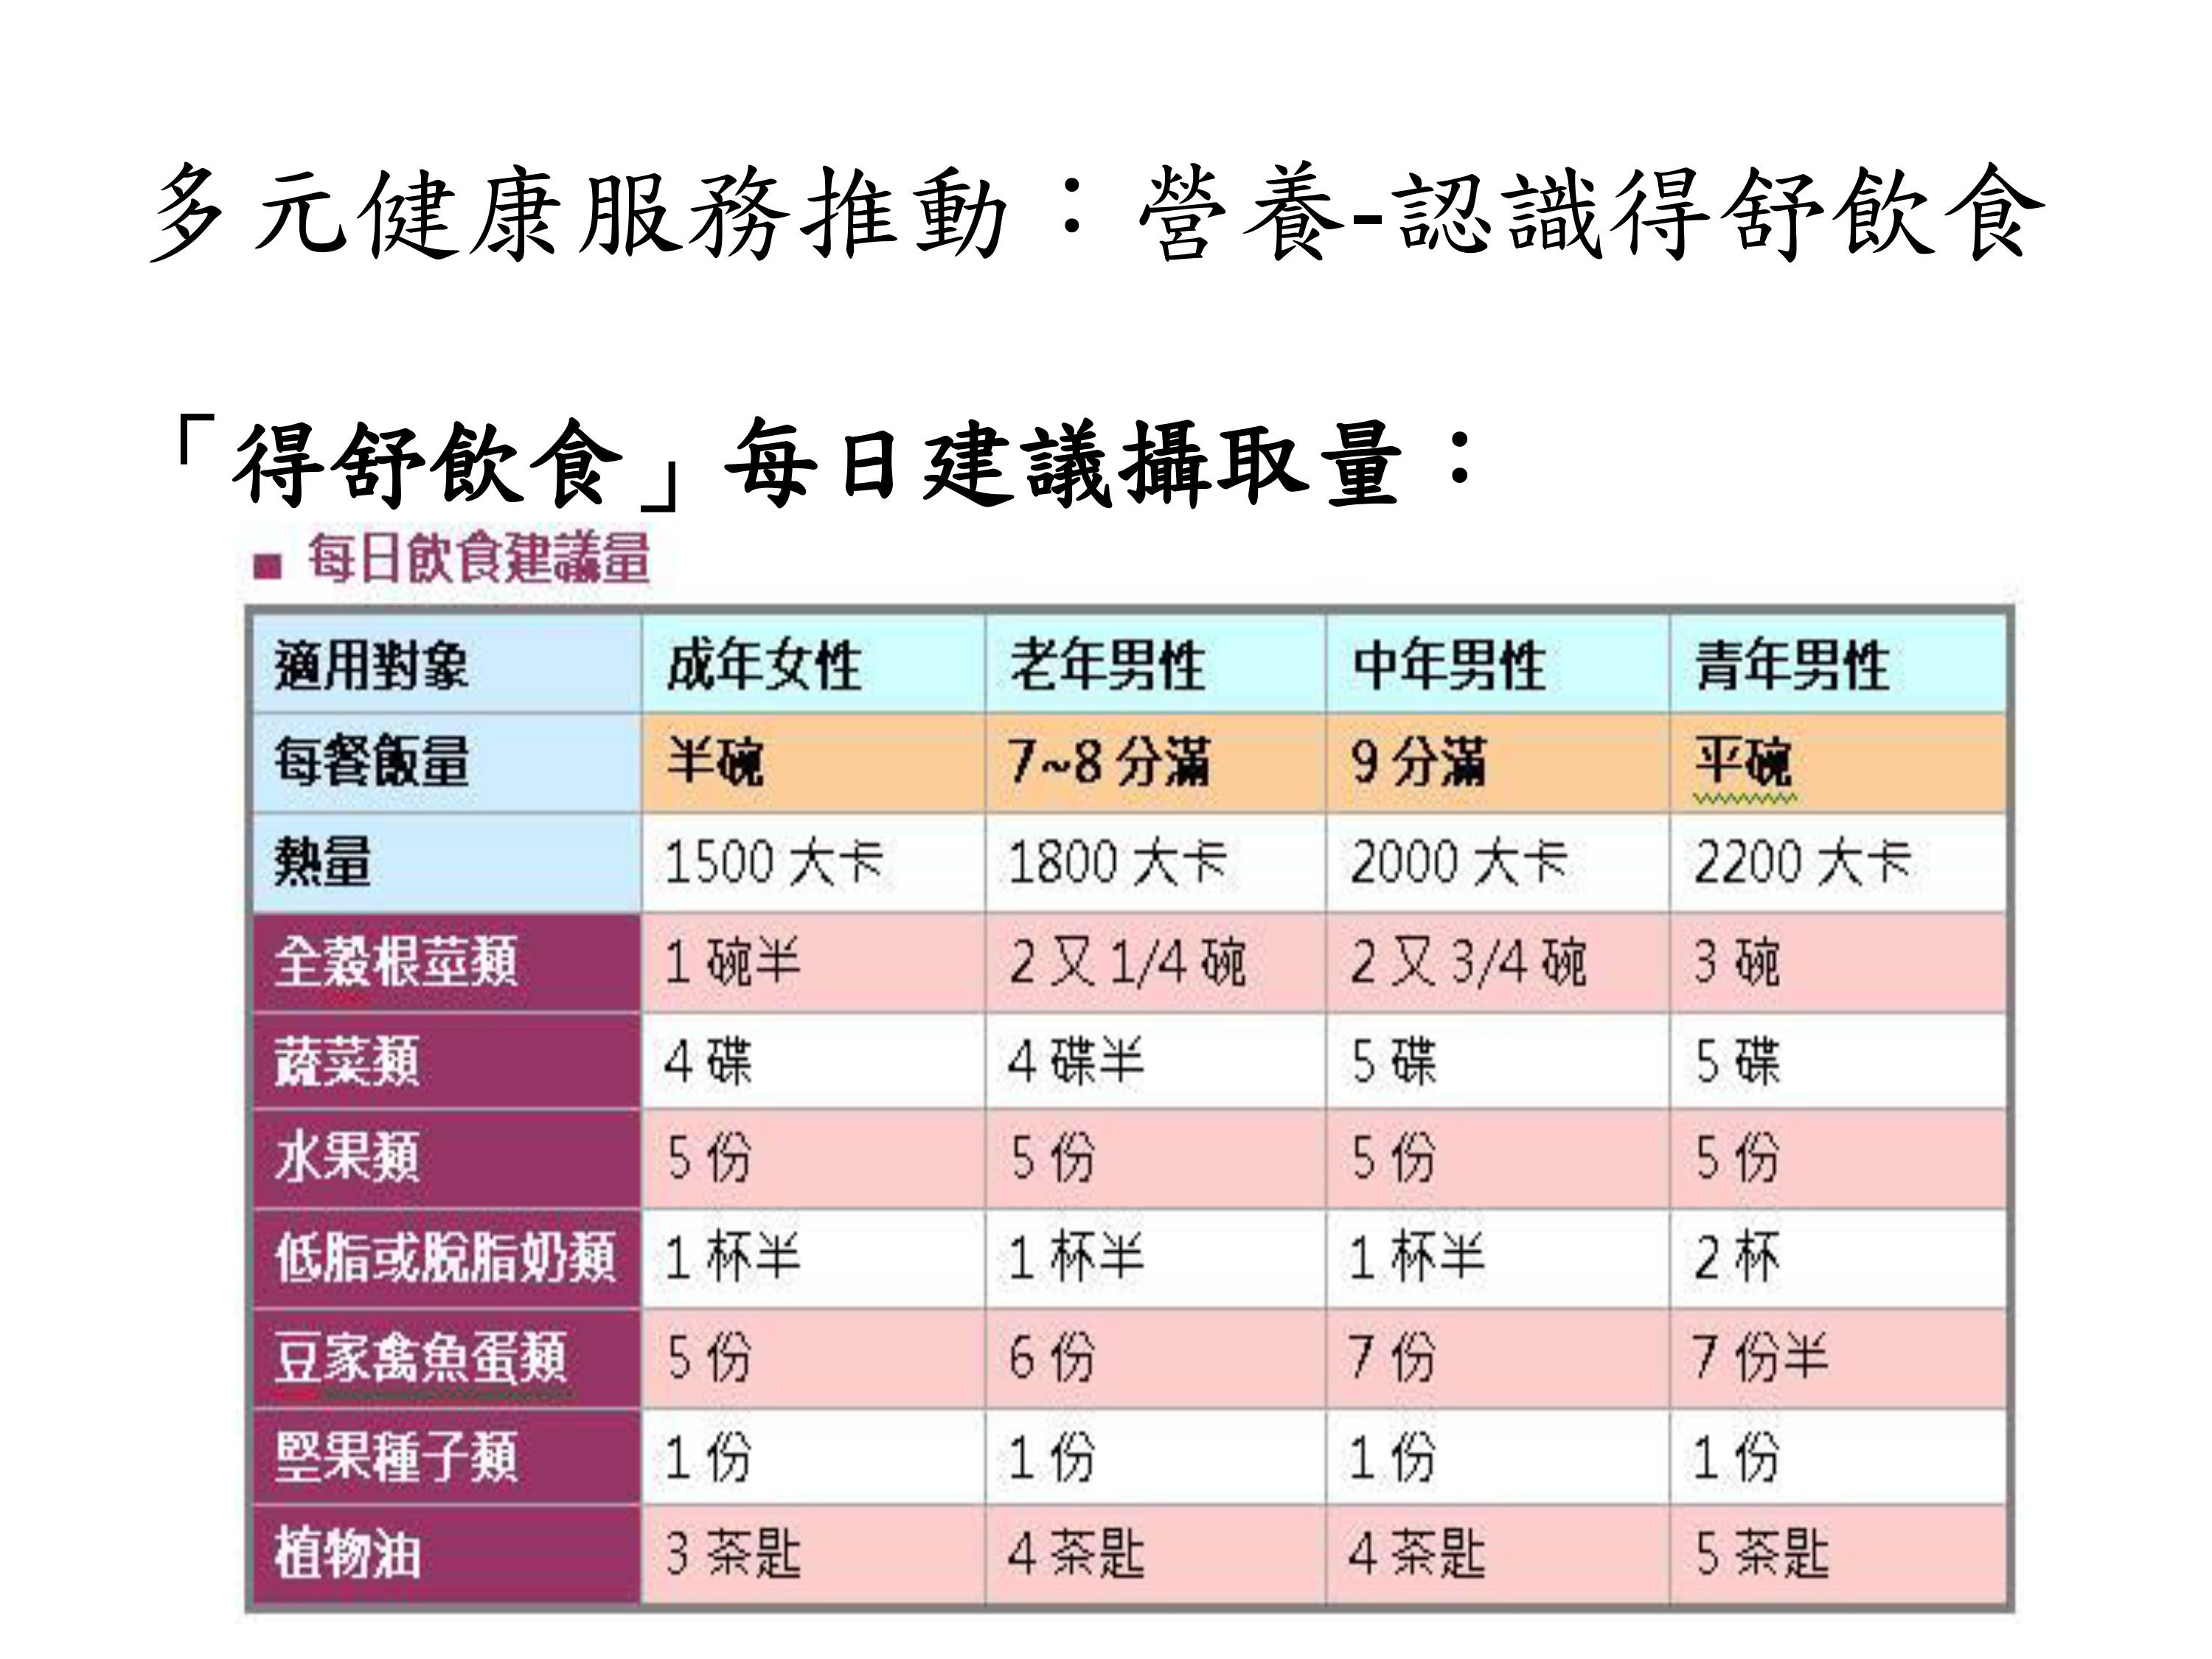 多元健康服務推動：營養-認識得舒飲食
「得舒飲食」每日建議攝取量：
■ 每日飲食建議量
適用對象 成年女性 老年男性 中年男性 青年男性
每餐飯量 半碗 7~8 分滿 9 分滿 平碗
熱量 1500 大卡 1800 大卡 2000 大卡 2200 大卡
全穀根莖類 1 碗半 2 又 1/4 碗 2 又 3/4 碗 3 碗
蔬菜類 4 碟 4 碟半 5 碟 5 碟
水果類 5 份 5 份 5 份 5 份
低脂或脫脂奶類 1 杯半 1 杯半 1 杯半 2 杯
豆家禽魚蛋類 5 份 6 份 7 份 7 份半
堅果種子類 1 份 1 份 1 份 1 份
植物油 3 茶匙 4 茶匙 4 茶匙 5 茶匙